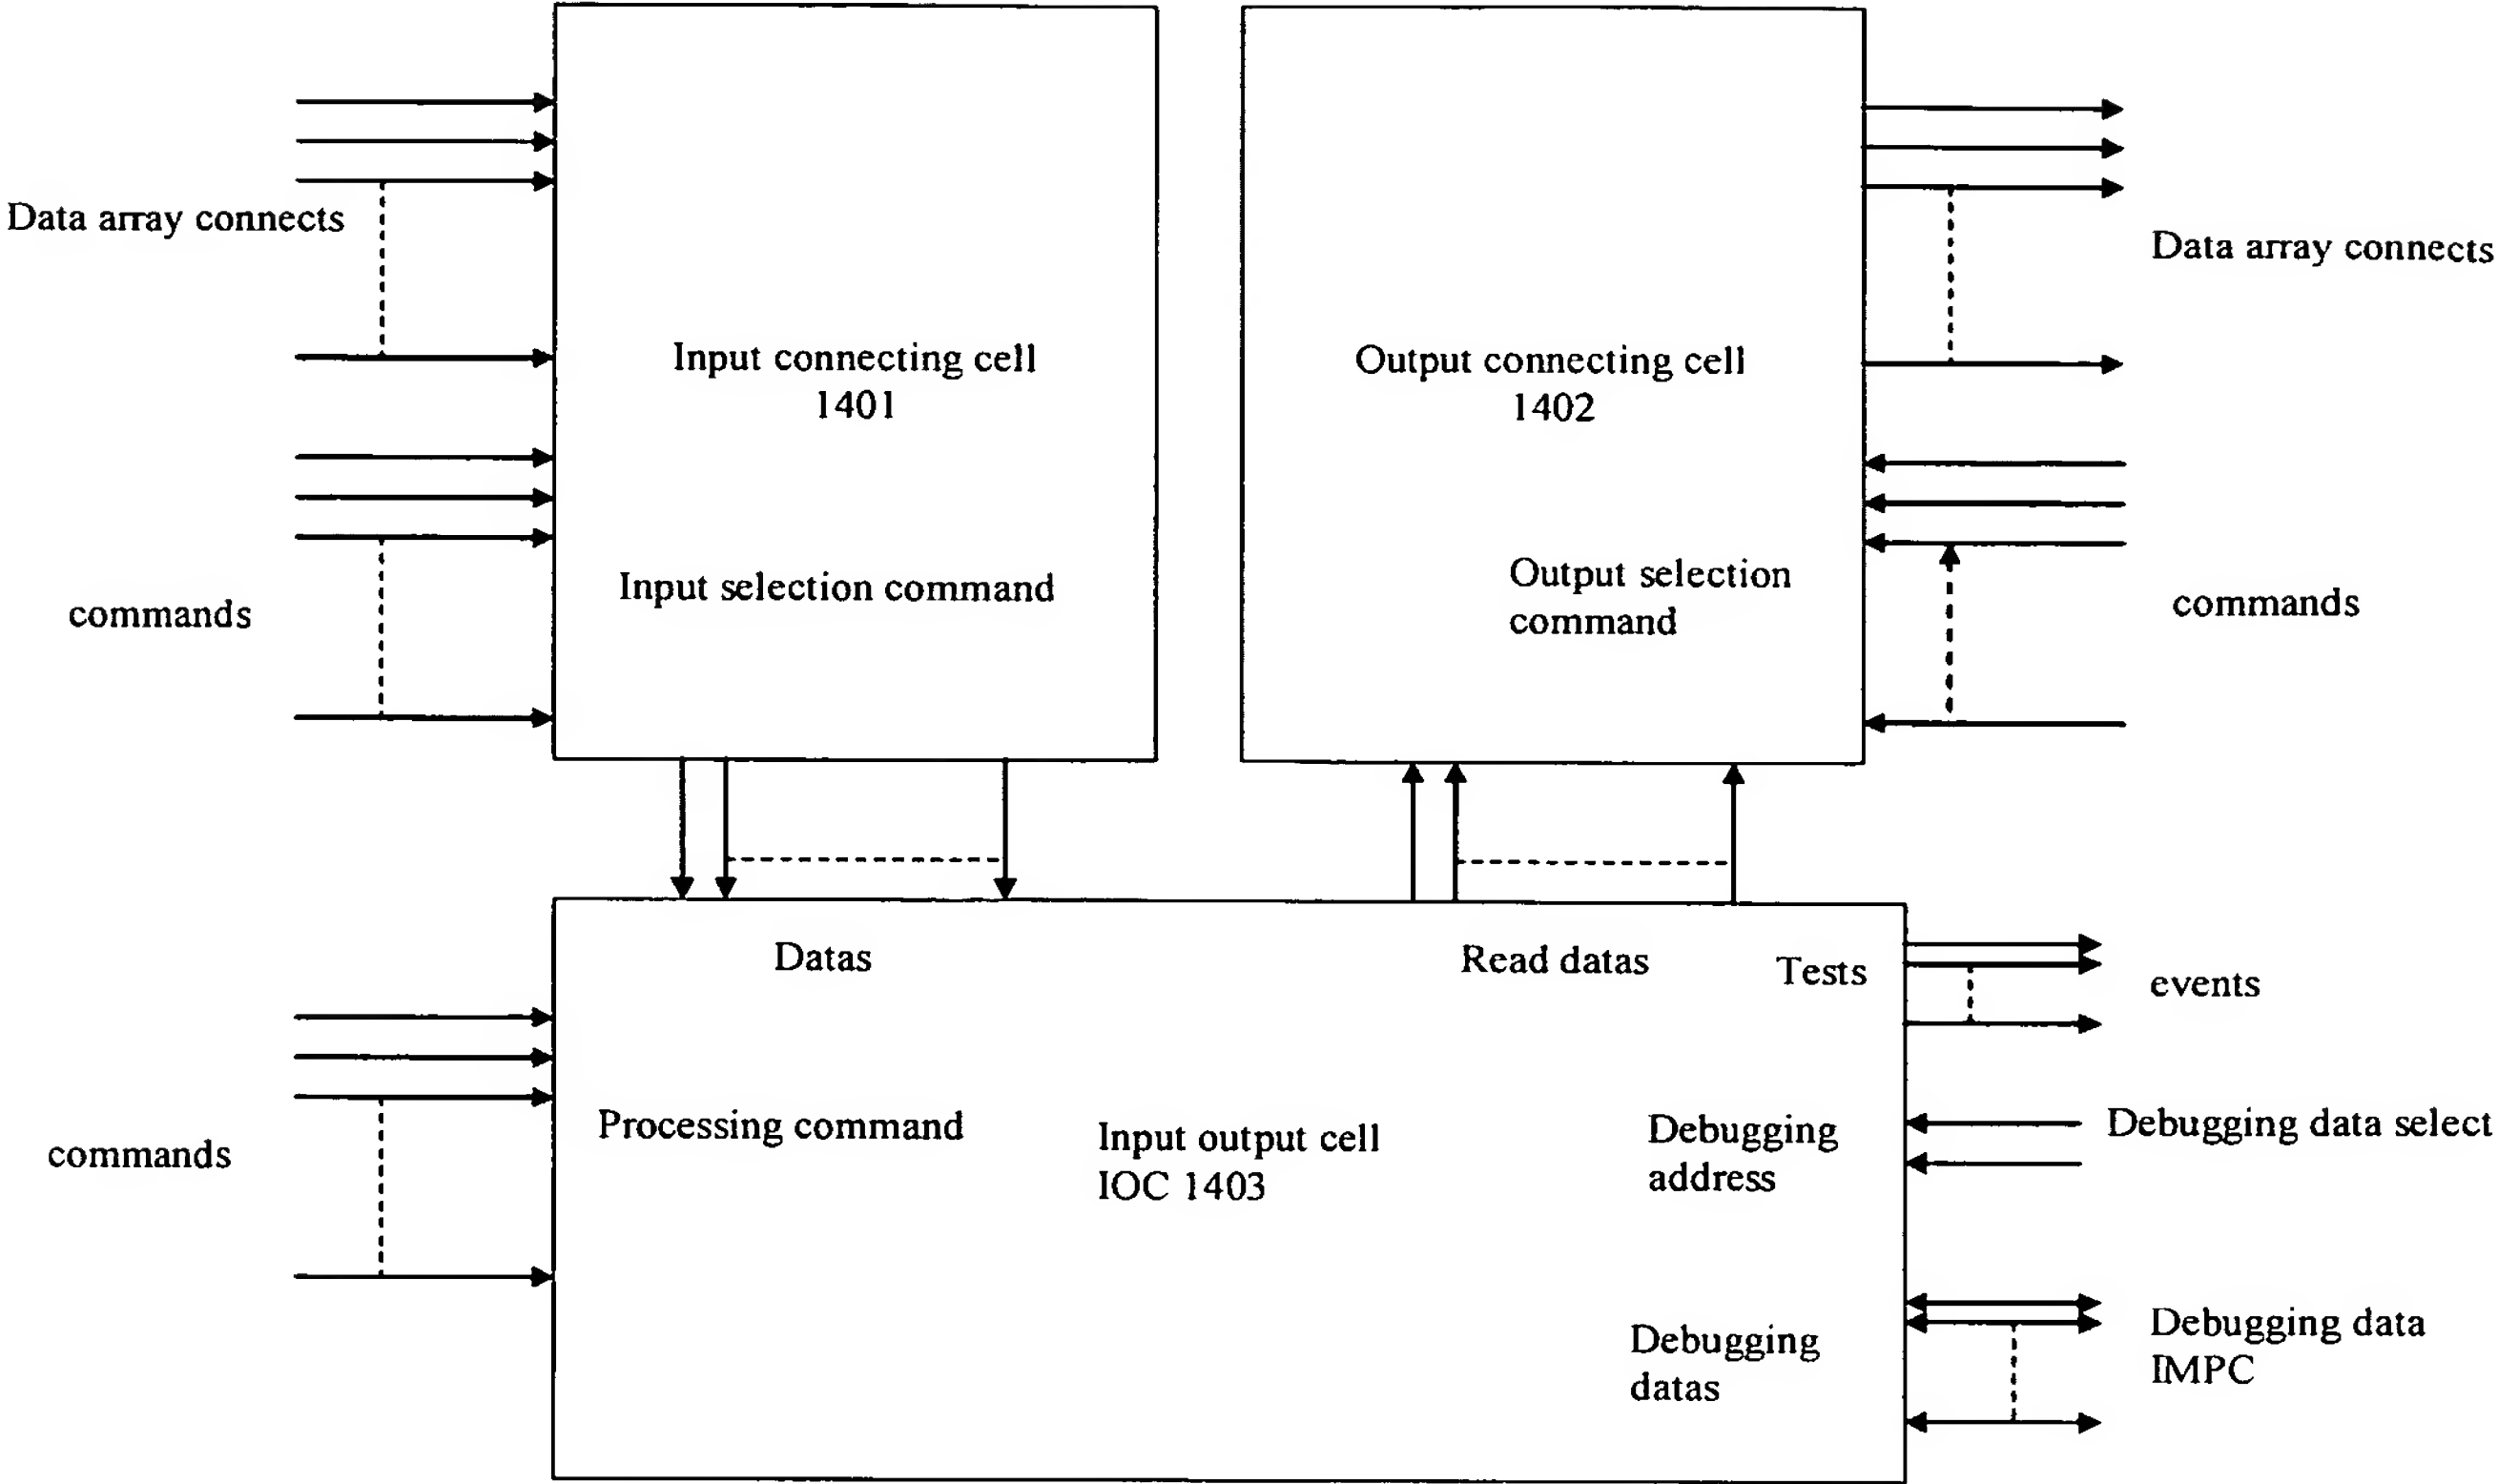 Data array connects
Data array connects
Input connecting cell
1401
Output connecting cell
1402
Input selection command
Output selection
command
commands
commands
Datas
Read datas
Tests
events
Processing command
Input output cell
IOC 1403
Debugging
address
Debugging data select
commands
Debugging
datas
Debugging data
IMPC